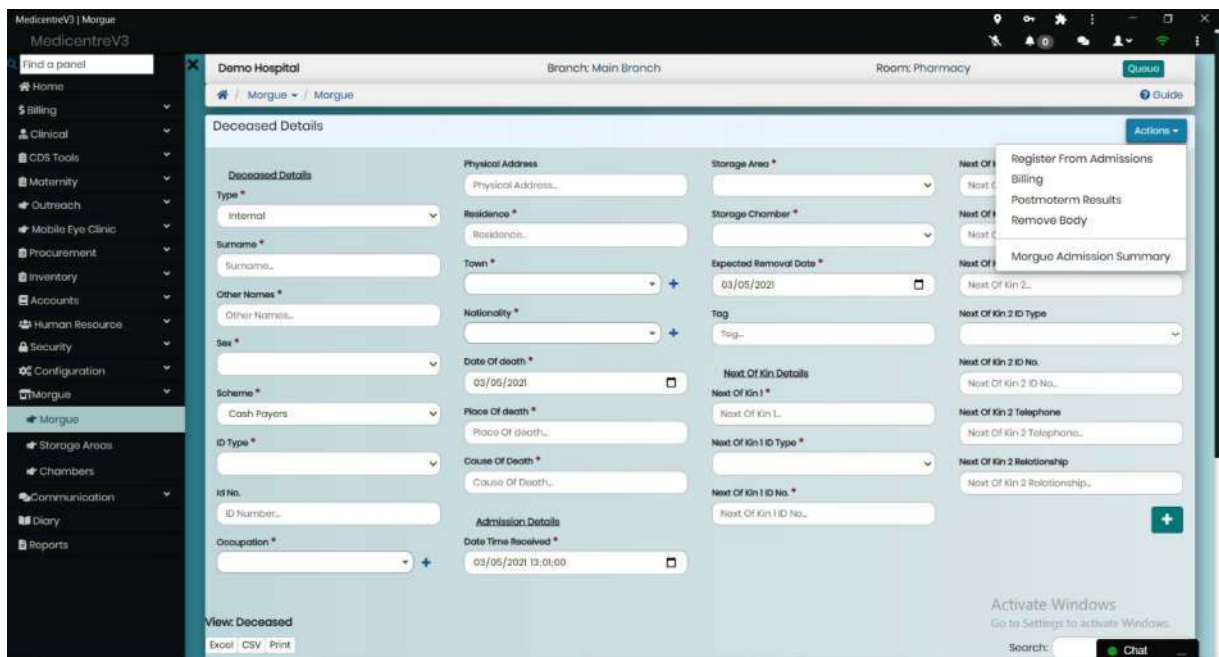 MedicentreV3 | Morgue
MedicentreV3
0
Find a panel
Home
Billing
Clinical
CDS Tools
Maternity
Outreach
Mobile Eye Clinic
Procurement
Inventory
Accounts
Human Resource
Security
Configuration
Morgue
Morgue
Storage Areas
Chambers
Communication
Diary
Reports
Demo Hospital Branch: Main Branch Room: Pharmacy Queue
/ Morgue / Morgue
Guide
Deceased Details
Actions
Register From Admissions
Billing
Postmoterm Results
Remove Body
Morgue Admission Summary
Deceased Details
Type *
Internal
Surname *
Surname...
Other Names *
Other Names...
Sex *
Scheme *
Cash Payers
ID Type *
Id No.
ID Number...
Occupation *
Physical Address
Physical Address...
Residence *
Residence...
Town *
Nationality *
Date Of death *
03/05/2021
Place Of death *
Place Of death...
Cause Of Death *
Cause Of Death...
Admission Details
Date Time Received *
03/05/2021 13:01:00
Storage Area *
Storage Chamber *
Expected Removal Date *
03/05/2021
Tag
Tag...
Next Of Kin Details
Next Of Kin 1 *
Next Of Kin 1...
Next Of Kin 1 ID Type *
Next Of Kin 1 ID No. *
Next Of Kin 1 ID No...
Next Of
Next
Next Of
Next
Next Of
Next Of Kin 2...
Next Of Kin 2 ID Type
Next Of Kin 2 ID No.
Next Of Kin 2 ID No...
Next Of Kin 2 Telephone
Next Of Kin 2 Telephone...
Next Of Kin 2 Relationship
Next Of Kin 2 Relationship...
Activate Windows
Go to Settings to activate Windows.
View: Deceased
Excel CSV Print
Search:
Chat